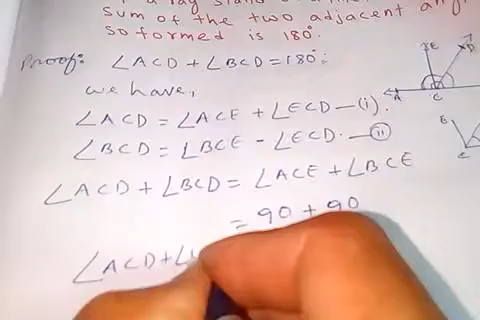 sum of the two adjacent
so formed is 180°.
Proof: ∠ACD + ∠BCD = 180°.
we have,
∠ACD = ∠ACE + ∠ECD — (i).
∠BCD = ∠BCE - ∠ECD. — (ii)
∠ACD + ∠BCD = ∠ACE + ∠BCE
= 90 + 90
∠ACD + ∠
E D
A C
E
C